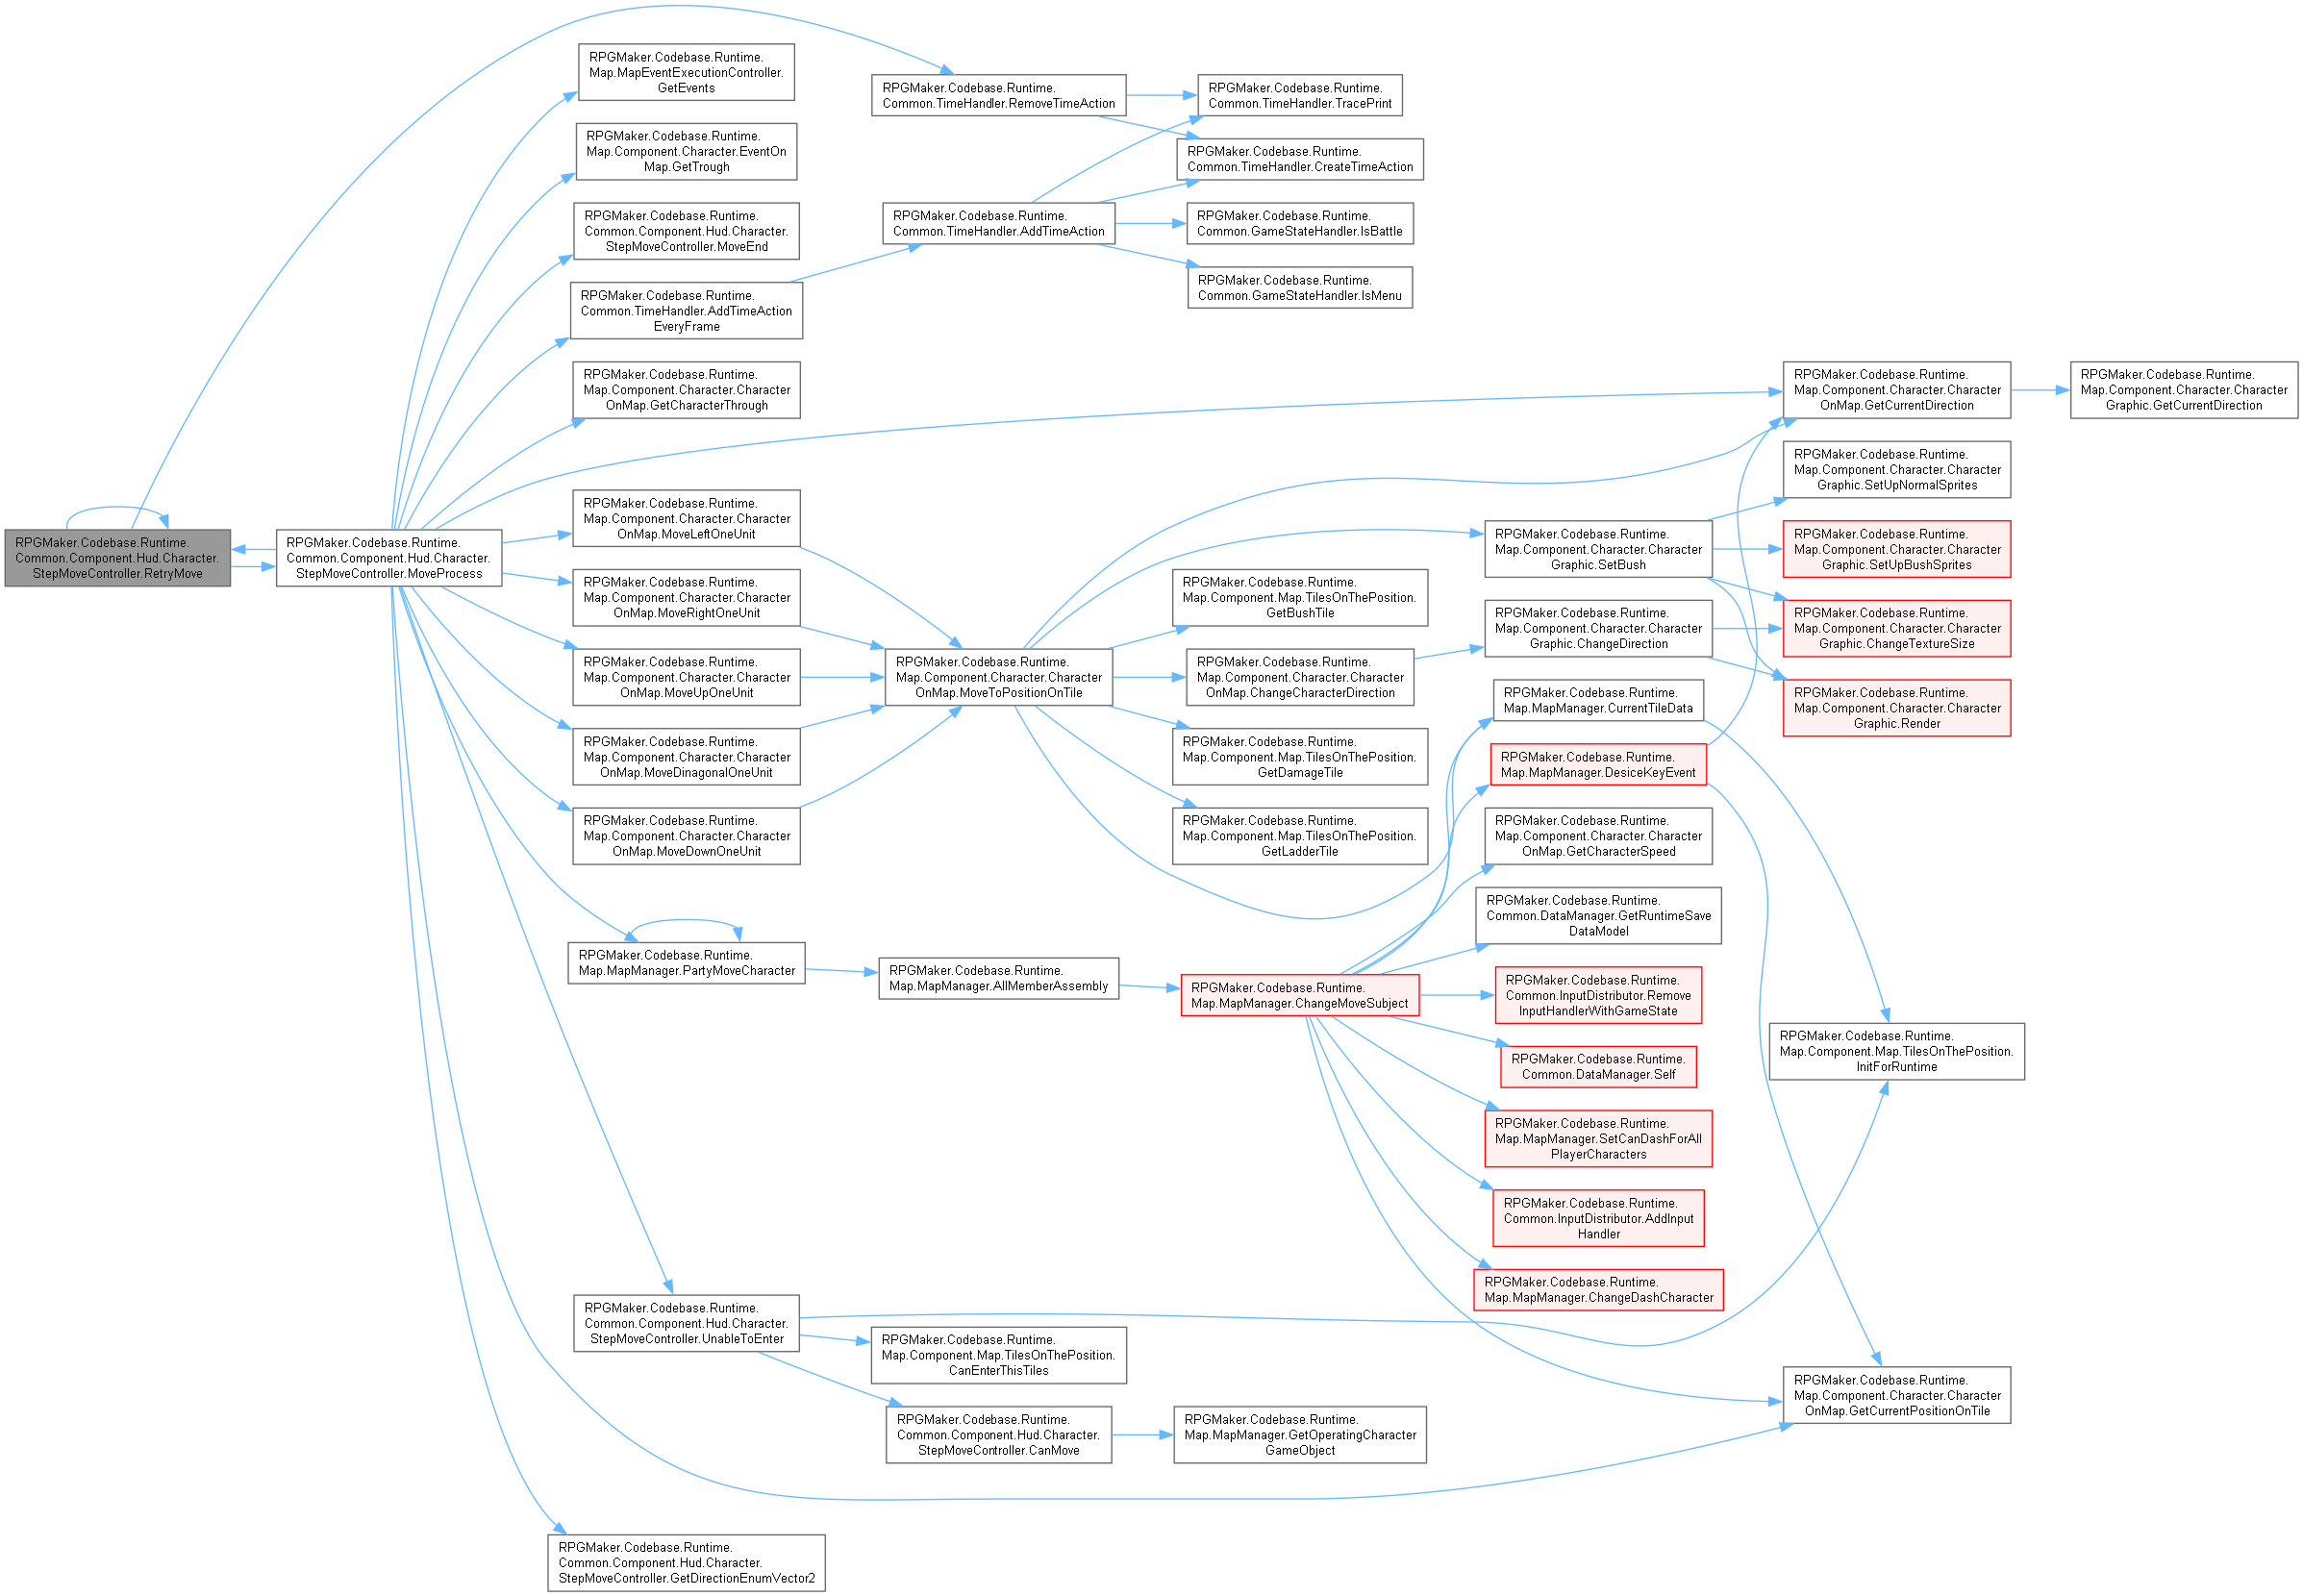 RPGMaker.Codebase.Runtime.
Common.Component.Hud.Character.
StepMoveController.RetryMove
RPGMaker.Codebase.Runtime.
Common.Component.Hud.Character.
StepMoveController.MoveProcess
RPGMaker.Codebase.Runtime.
Map.MapEventExecutionController.
GetEvents
RPGMaker.Codebase.Runtime.
Map.Component.Character.EventOn
Map.GetTrough
RPGMaker.Codebase.Runtime.
Common.Component.Hud.Character.
StepMoveController.MoveEnd
RPGMaker.Codebase.Runtime.
Common.TimeHandler.AddTimeAction
EveryFrame
RPGMaker.Codebase.Runtime.
Map.Component.Character.Character
OnMap.GetCharacterThrough
RPGMaker.Codebase.Runtime.
Map.Component.Character.Character
OnMap.MoveLeftOneUnit
RPGMaker.Codebase.Runtime.
Map.Component.Character.Character
OnMap.MoveRightOneUnit
RPGMaker.Codebase.Runtime.
Map.Component.Character.Character
OnMap.MoveUpOneUnit
RPGMaker.Codebase.Runtime.
Map.Component.Character.Character
OnMap.MoveDinagonalOneUnit
RPGMaker.Codebase.Runtime.
Map.Component.Character.Character
OnMap.MoveDownOneUnit
RPGMaker.Codebase.Runtime.
Map.MapManager.PartyMoveCharacter
RPGMaker.Codebase.Runtime.
Common.Component.Hud.Character.
StepMoveController.UnableToEnter
RPGMaker.Codebase.Runtime.
Common.Component.Hud.Character.
StepMoveController.GetDirectionEnumVector2
RPGMaker.Codebase.Runtime.
Common.TimeHandler.RemoveTimeAction
RPGMaker.Codebase.Runtime.
Common.TimeHandler.AddTimeAction
RPGMaker.Codebase.Runtime.
Map.Component.Character.Character
OnMap.MoveToPositionOnTile
RPGMaker.Codebase.Runtime.
Map.MapManager.AllMemberAssembly
RPGMaker.Codebase.Runtime.
Map.Component.Map.TilesOnThePosition.
CanEnterThisTiles
RPGMaker.Codebase.Runtime.
Common.Component.Hud.Character.
StepMoveController.CanMove
RPGMaker.Codebase.Runtime.
Common.TimeHandler.TracePrint
RPGMaker.Codebase.Runtime.
Common.TimeHandler.CreateTimeAction
RPGMaker.Codebase.Runtime.
Common.GameStateHandler.IsBattle
RPGMaker.Codebase.Runtime.
Common.GameStateHandler.IsMenu
RPGMaker.Codebase.Runtime.
Map.Component.Map.TilesOnThePosition.
GetBushTile
RPGMaker.Codebase.Runtime.
Map.Component.Character.Character
OnMap.ChangeCharacterDirection
RPGMaker.Codebase.Runtime.
Map.Component.Map.TilesOnThePosition.
GetDamageTile
RPGMaker.Codebase.Runtime.
Map.Component.Map.TilesOnThePosition.
GetLadderTile
RPGMaker.Codebase.Runtime.
Map.MapManager.ChangeMoveSubject
RPGMaker.Codebase.Runtime.
Map.MapManager.GetOperatingCharacter
GameObject
RPGMaker.Codebase.Runtime.
Map.Component.Character.Character
Graphic.SetBush
RPGMaker.Codebase.Runtime.
Map.Component.Character.Character
Graphic.ChangeDirection
RPGMaker.Codebase.Runtime.
Map.MapManager.CurrentTileData
RPGMaker.Codebase.Runtime.
Map.MapManager.DesiceKeyEvent
RPGMaker.Codebase.Runtime.
Map.Component.Character.Character
OnMap.GetCharacterSpeed
RPGMaker.Codebase.Runtime.
Common.DataManager.GetRuntimeSave
DataModel
RPGMaker.Codebase.Runtime.
Common.InputDistributor.Remove
InputHandlerWithGameState
RPGMaker.Codebase.Runtime.
Common.DataManager.Self
RPGMaker.Codebase.Runtime.
Map.MapManager.SetCanDashForAll
PlayerCharacters
RPGMaker.Codebase.Runtime.
Common.InputDistributor.AddInput
Handler
RPGMaker.Codebase.Runtime.
Map.MapManager.ChangeDashCharacter
RPGMaker.Codebase.Runtime.
Map.Component.Character.Character
OnMap.GetCurrentDirection
RPGMaker.Codebase.Runtime.
Map.Component.Character.Character
Graphic.SetUpNormalSprites
RPGMaker.Codebase.Runtime.
Map.Component.Character.Character
Graphic.SetUpBushSprites
RPGMaker.Codebase.Runtime.
Map.Component.Character.Character
Graphic.ChangeTextureSize
RPGMaker.Codebase.Runtime.
Map.Component.Character.Character
Graphic.Render
RPGMaker.Codebase.Runtime.
Map.Component.Map.TilesOnThePosition.
InitForRuntime
RPGMaker.Codebase.Runtime.
Map.Component.Character.Character
OnMap.GetCurrentPositionOnTile
RPGMaker.Codebase.Runtime.
Map.Component.Character.Character
Graphic.GetCurrentDirection